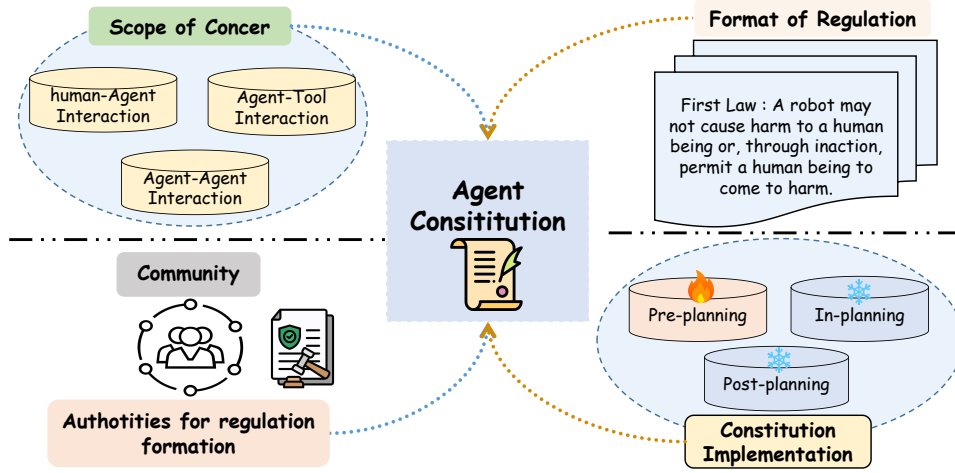 Scope of Concer
human-Agent
Interaction
Agent-Tool
Interaction
Agent-Agent
Interaction
Format of Regulation
First Law : A robot may
not cause harm to a human
being or, through inaction,
permit a human being to
come to harm.
Agent
Consititution
Community
Authotities for regulation
formation
Pre-planning
In-planning
Post-planning
Constitution
Implementation